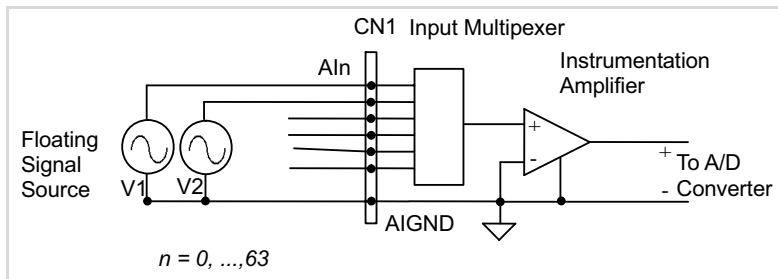 CN1 Input Multipexer
AIn
Instrumentation
Amplifier
Floating
Signal
Source
V1
V2
+
-
+
To A/D
-
Converter
AIGND
n = 0, ...,63